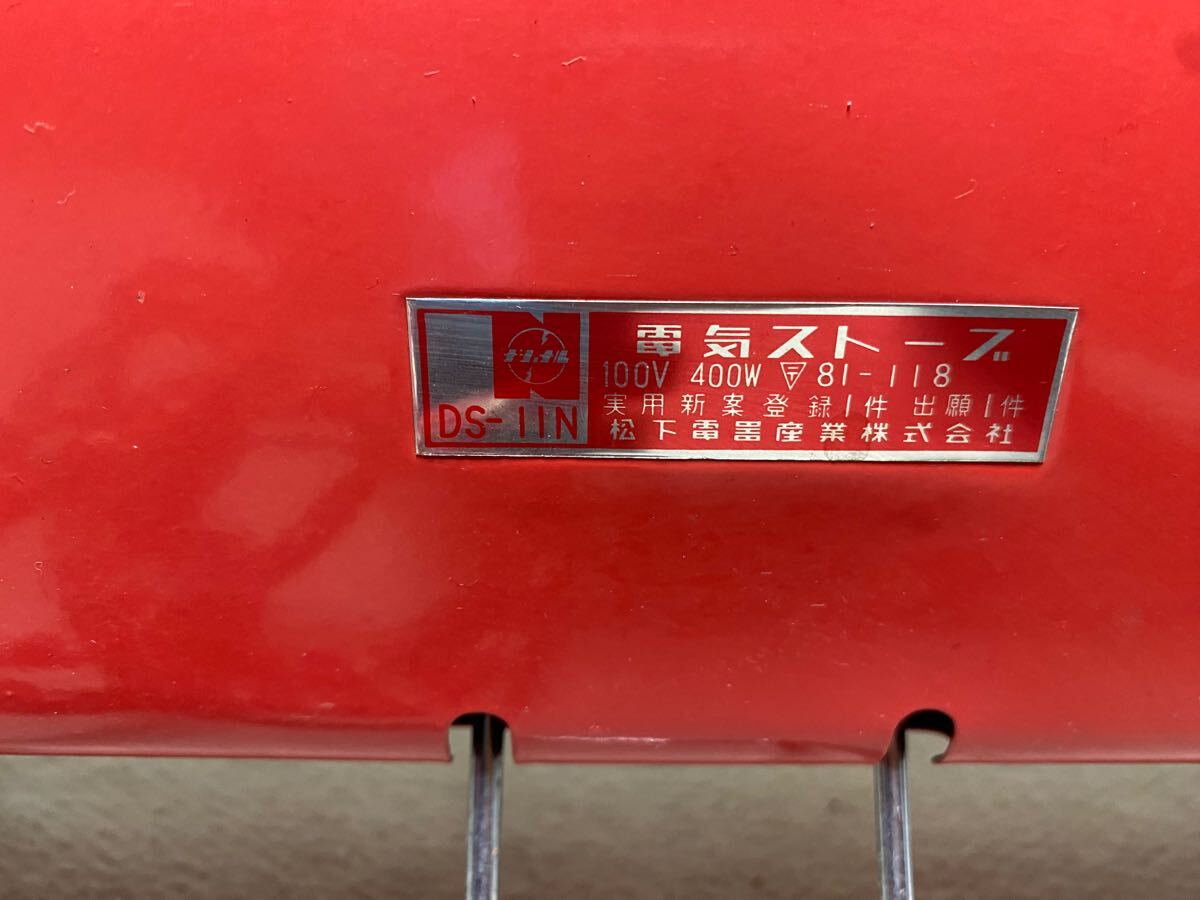 ナショナル
DS-11N
電気ストーブ
100V 400W 〒 81-118
実用新案登録1件 出願1件
松下電器産業株式会社